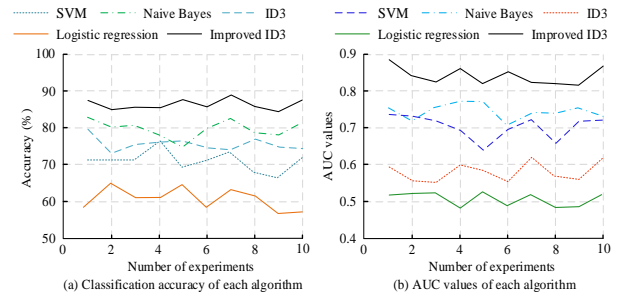 SVM Naive Bayes ID3
Logistic regression Improved ID3
100
90
80
70
60
50
Accuracy (%)
0 2 4 6 8 10
Number of experiments
(a) Classification accuracy of each algorithm
SVM Naive Bayes ID3
Logistic regression Improved ID3
0.9
0.8
0.7
0.6
0.5
0.4
AUC values
0 2 4 6 8 10
Number of experiments
(b) AUC values of each algorithm